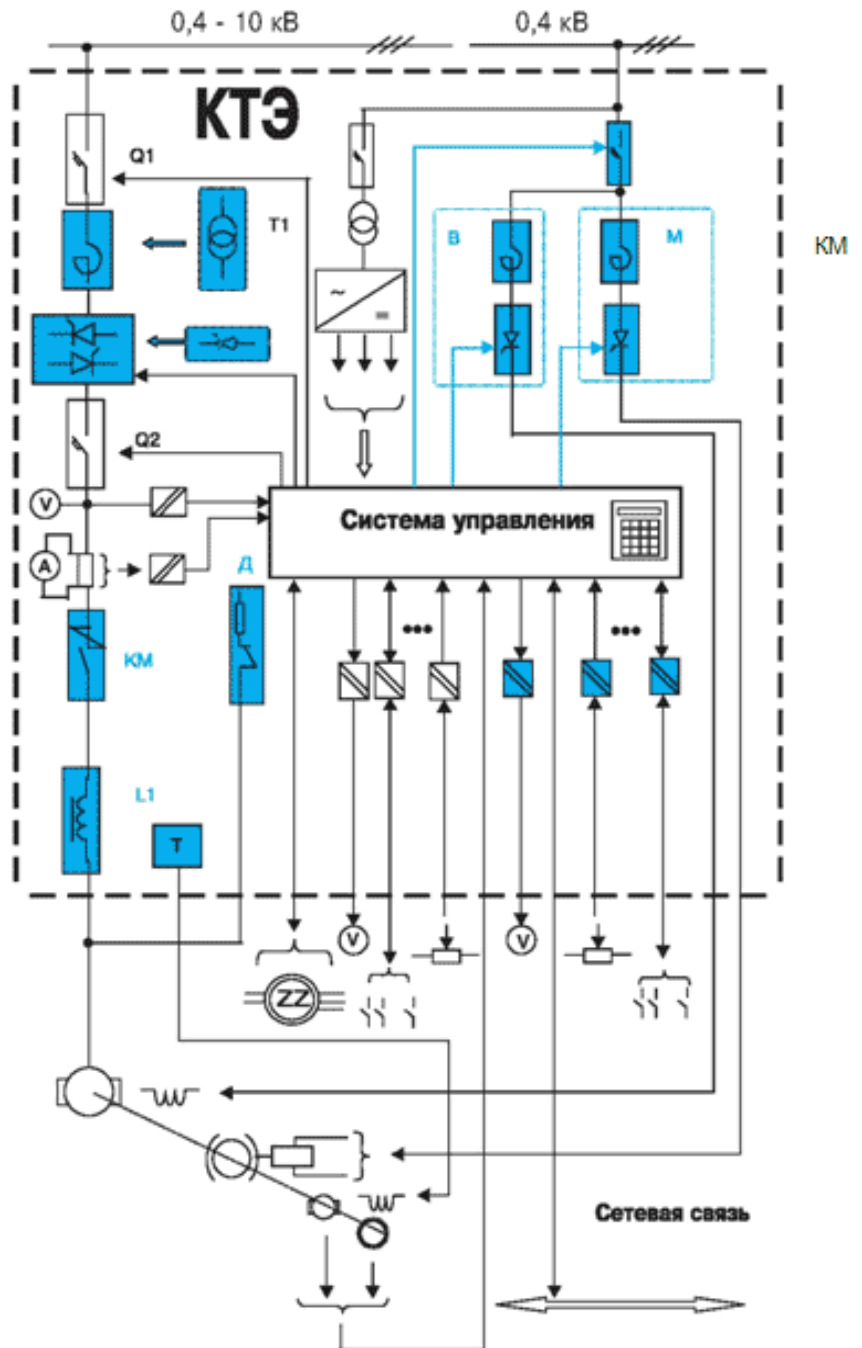 0,4 - 10 кВ
0,4 кВ
КТЭ
Q1
T1
В
М
КМ
~
=
Q2
V
Система управления
A
Д
КМ
L1
T
V
V
ZZ
Сетевая связь